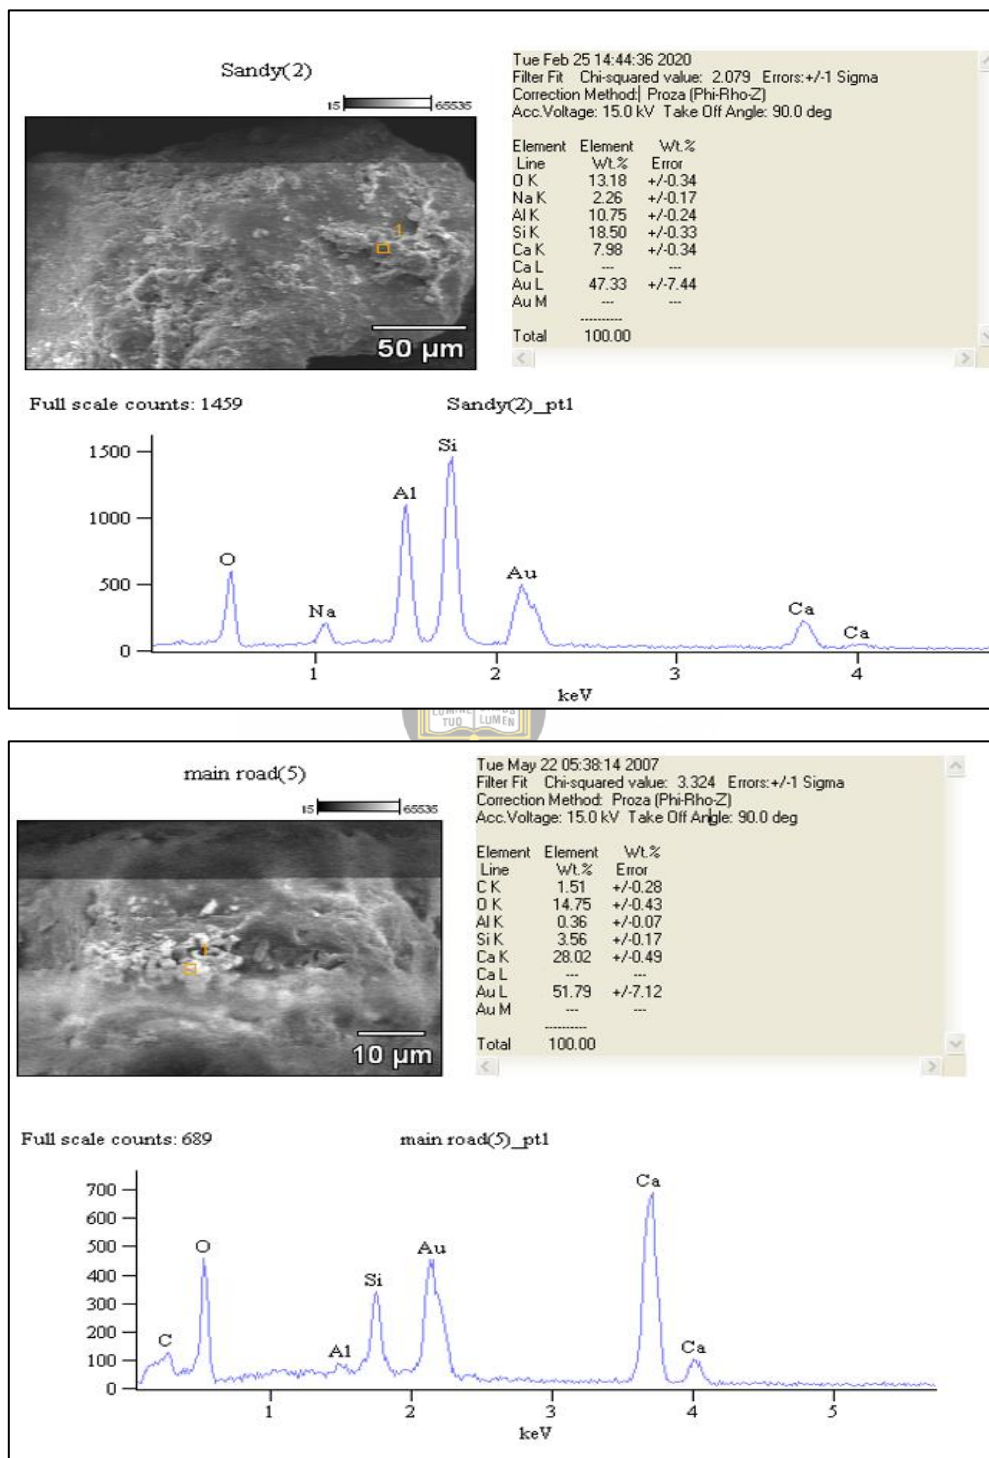 Sandy(2)
15 65535
1
50 µm
Tue Feb 25 14:44:36 2020
Filter Fit Chi-squared value: 2.079 Errors:+/-1 Sigma
Correction Method: Proza (Phi-Rho-Z)
Acc.Voltage: 15.0 kV Take Off Angle: 90.0 deg
Element Element Wt.%
Line Wt.% Error
O K 13.18 +/-0.34
Na K 2.26 +/-0.17
Al K 10.75 +/-0.24
Si K 18.50 +/-0.33
Ca K 7.98 +/-0.34
Ca L --- ---
Au L 47.33 +/-7.44
Au M --- ---
----------
Total 100.00
Full scale counts: 1459
Sandy(2)_pt1
1500
1000
500
0
O
Na
Al
Si
Au
Ca
Ca
1 2 3 4
keV
TUO LUMEN
main road(5)
15 65535
1
10 µm
Tue May 22 05:38:14 2007
Filter Fit Chi-squared value: 3.324 Errors:+/-1 Sigma
Correction Method: Proza (Phi-Rho-Z)
Acc.Voltage: 15.0 kV Take Off Angle: 90.0 deg
Element Element Wt.%
Line Wt.% Error
C K 1.51 +/-0.28
O K 14.75 +/-0.43
Al K 0.36 +/-0.07
Si K 3.56 +/-0.17
Ca K 28.02 +/-0.49
Ca L --- ---
Au L 51.79 +/-7.12
Au M --- ---
----------
Total 100.00
Full scale counts: 689
main road(5)_pt1
700
600
500
400
300
200
100
0
C
O
Al
Si
Au
Ca
Ca
1 2 3 4 5
keV